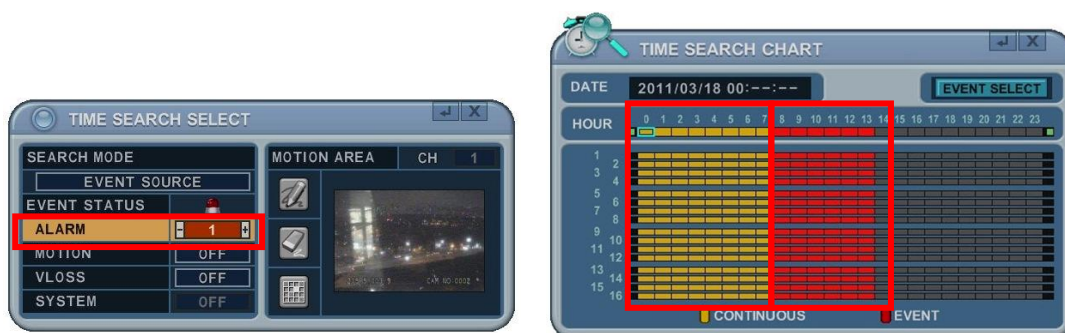 TIME SEARCH SELECT
X
SEARCH MODE
EVENT SOURCE
EVENT STATUS
ALARM
- 1 +
MOTION
OFF
VLOSS
OFF
SYSTEM
OFF
MOTION AREA
CH 1
TIME SEARCH CHART
X
DATE
2011/03/18 00:--:--
EVENT SELECT
HOUR
0 1 2 3 4 5 6 7 8 9 10 11 12 13 14 15 16 17 18 19 20 21 22 23
1
2
3
4
5
6
7
8
9
10
11
12
13
14
15
16
CONTINUOUS
EVENT